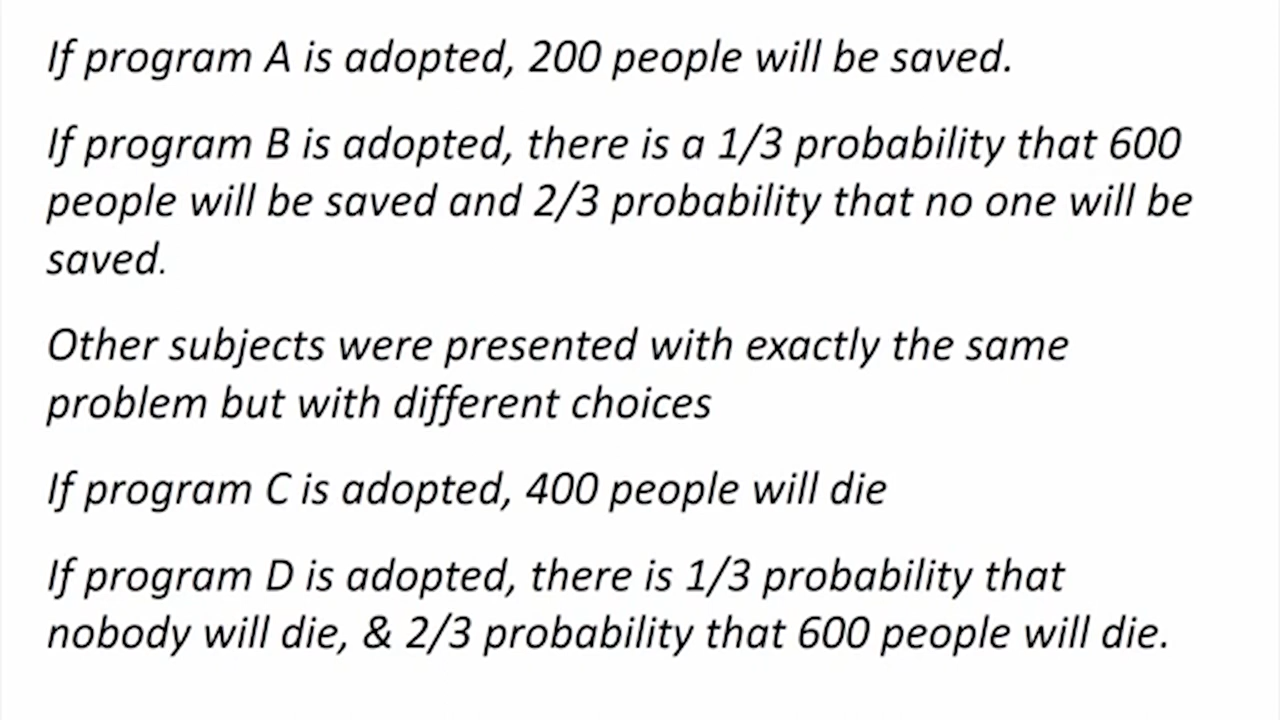 If program A is adopted, 200 people will be saved.
If program B is adopted, there is a 1/3 probability that 600
people will be saved and 2/3 probability that no one will be
saved.
Other subjects were presented with exactly the same
problem but with different choices
If program C is adopted, 400 people will die
If program D is adopted, there is 1/3 probability that
nobody will die, & 2/3 probability that 600 people will die.